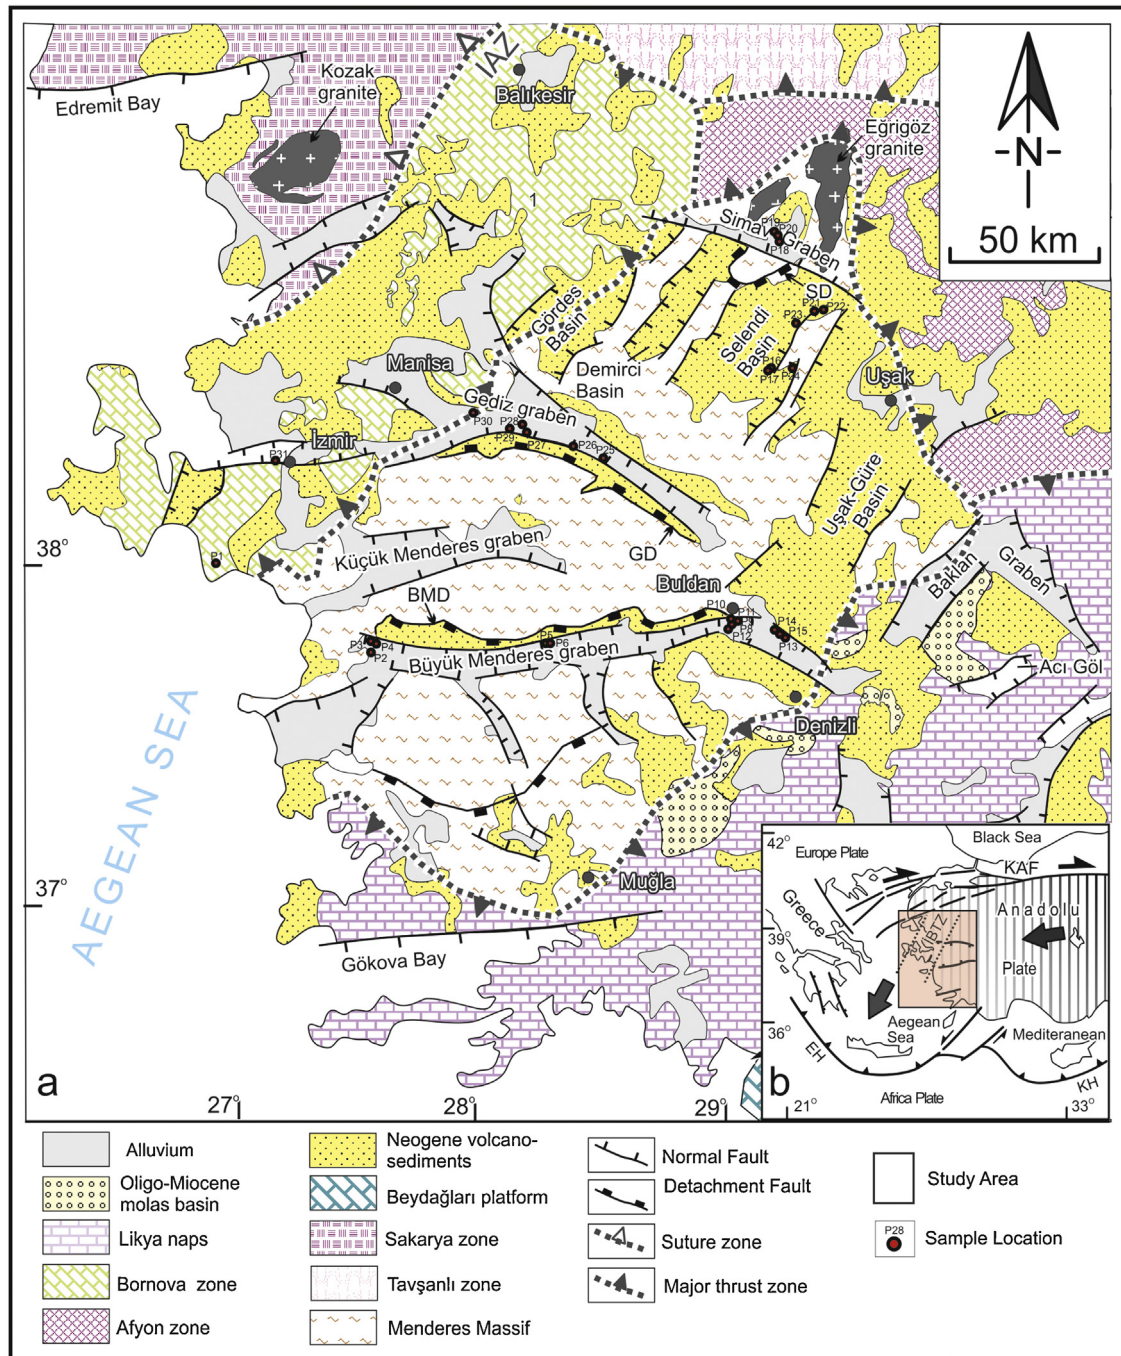 IAZ
Kozak
granite
Edremit Bay
Balıkesir
Eğrigöz
granite
N
50 km
1
P19
P20
P18
Simav Graben
SD
P21
P22
P23
Gördes
Basin
Selendi
Basin
P16
P17
P24
Demirci
Basin
Manisa
Uşak
Gediz graben
P30
P28
P29
P27
P26
P25
İzmir
P31
Uşak-Güre
Basin
38°
P1
Küçük Menderes graben
GD
Baklan
Graben
Buldan
BMD
P10
P11
P9
P8
P12
P14
P15
P13
P3
P4
P2
P5
P6
Büyük Menderes graben
Acı Göl
Denizli
AEGEAN SEA
37°
Muğla
Gökova Bay
a
27°
28°
29°
42°
Black Sea
Europe Plate
KAF
Greece
Anadolu
39°
İBTZ
Plate
36°
Aegean
Sea
Mediteranean
EH
KH
b
Africa Plate
21°
33°
Alluvium
Oligo-Miocene
molas basin
Likya naps
Bornova zone
Afyon zone
Neogene volcano-
sediments
Beydağları platform
Sakarya zone
Tavşanlı zone
Menderes Massif
Normal Fault
Detachment Fault
Suture zone
Major thrust zone
Study Area
P28
Sample Location